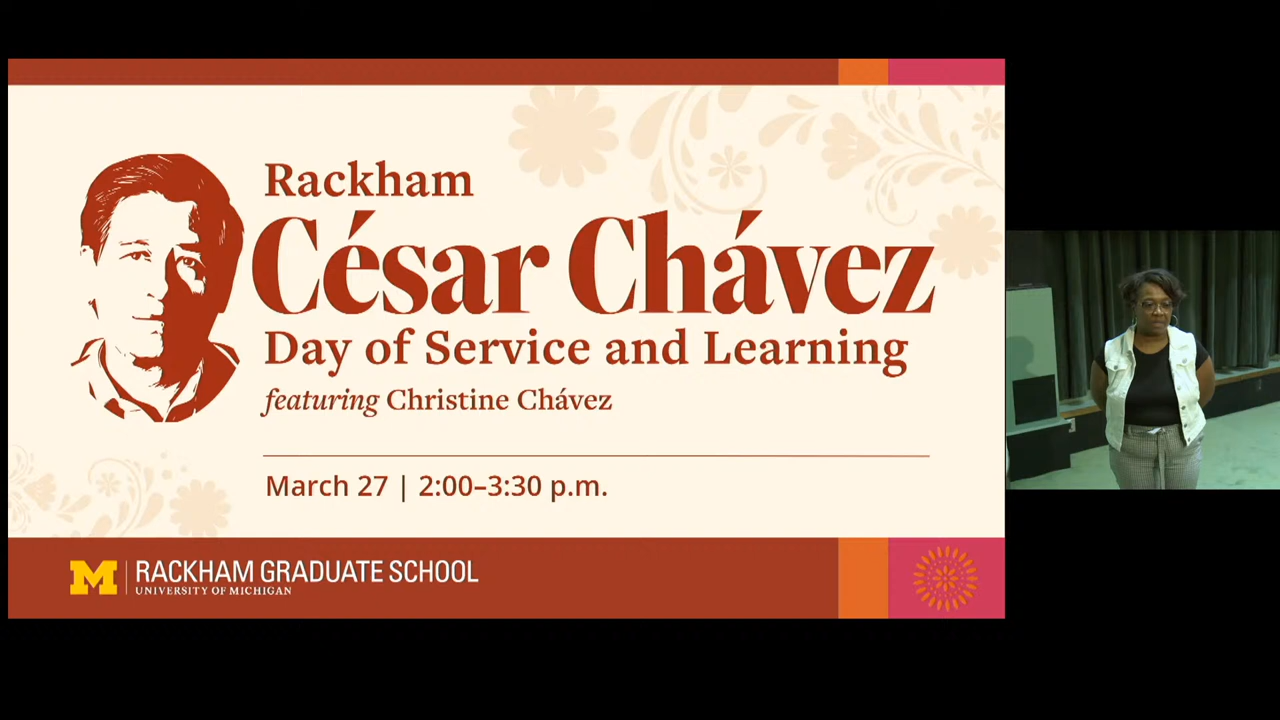 Rackham
César Chávez
Day of Service and Learning
featuring Christine Chávez
March 27 | 2:00–3:30 p.m.
M | RACKHAM GRADUATE SCHOOL
UNIVERSITY OF MICHIGAN